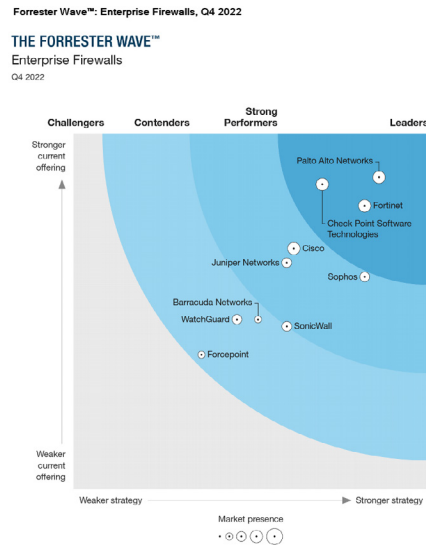 Forrester Wave™: Enterprise Firewalls, Q4 2022
THE FORRESTER WAVE™
Enterprise Firewalls
Q4 2022
Challengers
Contenders
Strong
Performers
Leaders
Stronger
current
offering
Palto Alto Networks
Fortinet
Check Point Software
Technologies
Cisco
Juniper Networks
Sophos
Barracuda Networks
WatchGuard
SonicWall
Forcepoint
Weaker
current
offering
Weaker strategy
Stronger strategy
Market presence